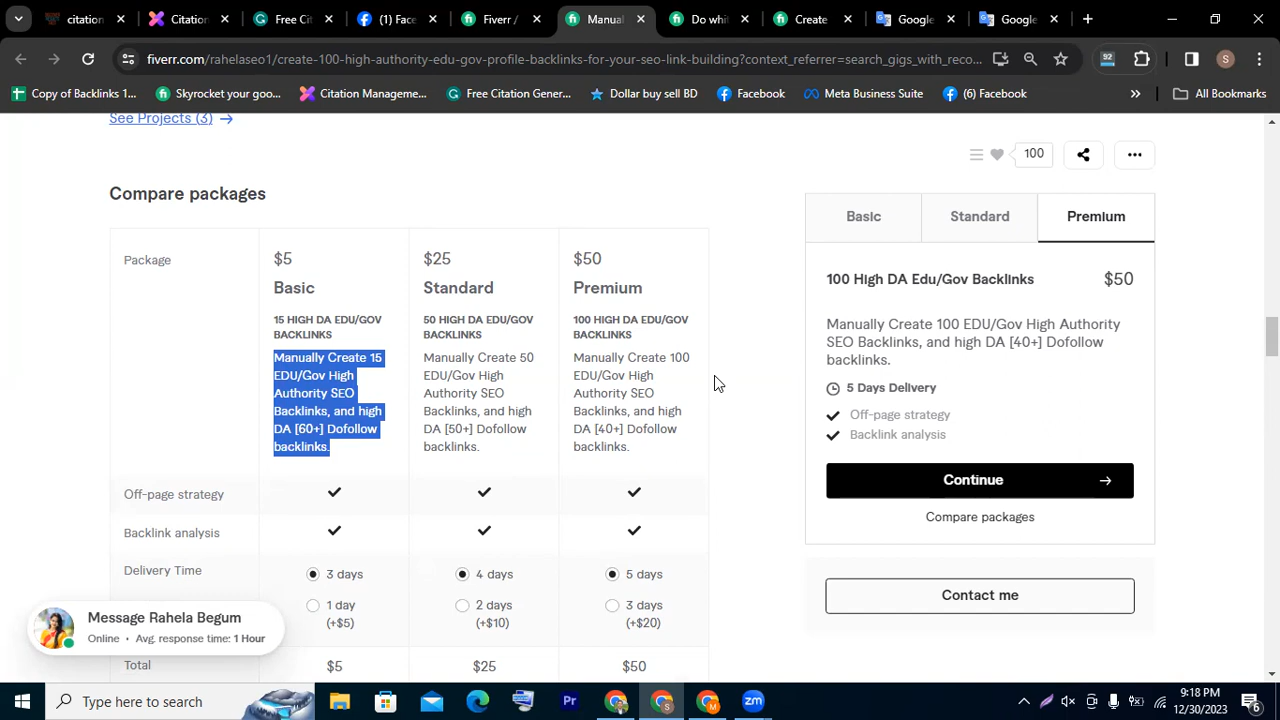 citation
Citation
Free Cit
(1) Face
Fiverr /
Manual
Do whit
Create
Google
Google
fiverr.com/rahelaseo1/create-100-high-authority-edu-gov-profile-backlinks-for-your-seo-link-building?context_referrer=search_gigs_with_reco...
92
S
Copy of Backlinks 1...
Skyrocket your goo...
Citation Manageme...
Free Citation Gener...
Dollar buy sell BD
Facebook
Meta Business Suite
(6) Facebook
All Bookmarks
See Projects (3)
100
Compare packages
Package
$5
Basic
15 HIGH DA EDU/GOV
BACKLINKS
Manually Create 15
EDU/Gov High
Authority SEO
Backlinks, and high
DA [60+] Dofollow
backlinks.
$25
Standard
50 HIGH DA EDU/GOV
BACKLINKS
Manually Create 50
EDU/Gov High
Authority SEO
Backlinks, and high
DA [50+] Dofollow
backlinks.
$50
Premium
100 HIGH DA EDU/GOV
BACKLINKS
Manually Create 100
EDU/Gov High
Authority SEO
Backlinks, and high
DA [40+] Dofollow
backlinks.
Off-page strategy
Backlink analysis
Delivery Time
3 days
4 days
5 days
1 day
(+$5)
2 days
(+$10)
3 days
(+$20)
Total
$5
$25
$50
Basic
Standard
Premium
100 High DA Edu/Gov Backlinks
$50
Manually Create 100 EDU/Gov High Authority
SEO Backlinks, and high DA [40+] Dofollow
backlinks.
5 Days Delivery
Off-page strategy
Backlink analysis
Continue
Compare packages
Contact me
Message Rahela Begum
Online • Avg. response time: 1 Hour
Type here to search
Pr
S
M
zm
9:18 PM
12/30/2023
6